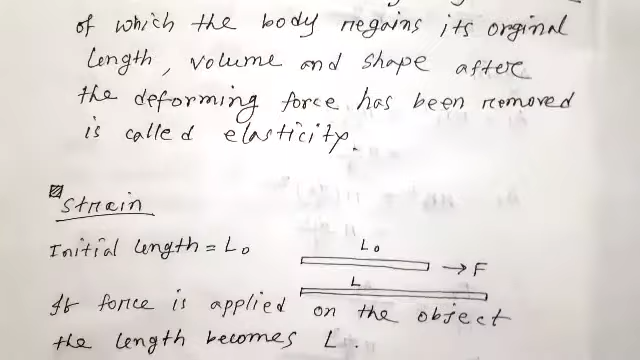 of which the body regains its orginal
length, volume and shape after
the deforming force has been removed
is called elasticity.
Strain
Initial length = L₀
L₀
→ F
L
If force is applied on the object
the length becomes L.